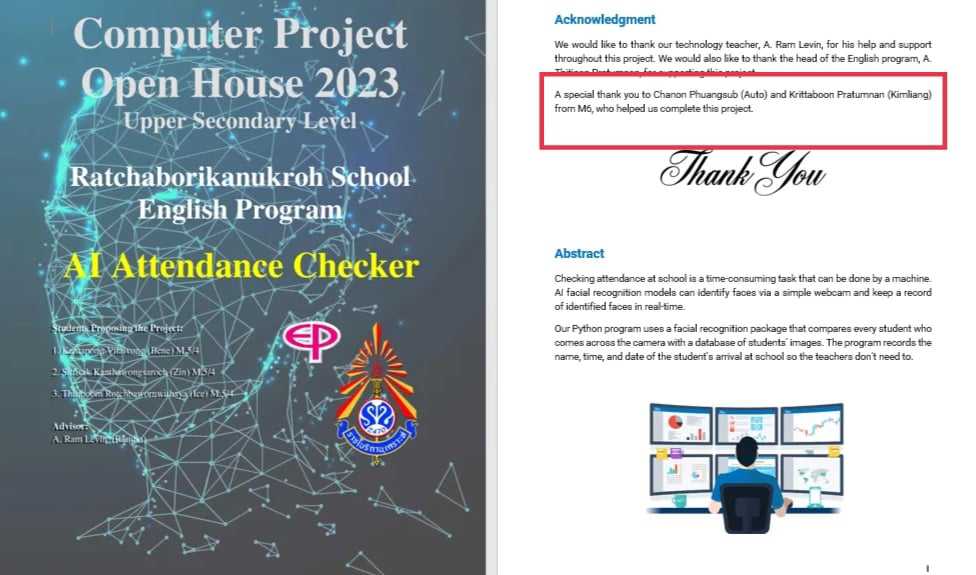 Computer Project
Open House 2023
Upper Secondary Level
Ratchaborikanukroh School
English Program
AI Attendance Checker
Students Proposing the Project:
1. (Bene) M.5/4
2. (Zin) M.5/4
3. (Ice) M.5/4
Advisor:
A. Ram Levin
EP
Acknowledgment
We would like to thank our technology teacher, A. Ram Levin, for his help and support
throughout this project. We would also like to thank the head of the English program, A.
for supporting this project.
A special thank you to Chanon Phuangsub (Auto) and Krittaboon Pratumnan (Kimliang)
from M6, who helped us complete this project.
Thank You
Abstract
Checking attendance at school is a time-consuming task that can be done by a machine.
AI facial recognition models can identify faces via a simple webcam and keep a record
of identified faces in real-time.
Our Python program uses a facial recognition package that compares every student who
comes across the camera with a database of students' images. The program records the
name, time, and date of the student's arrival at school so the teachers don't need to.
I